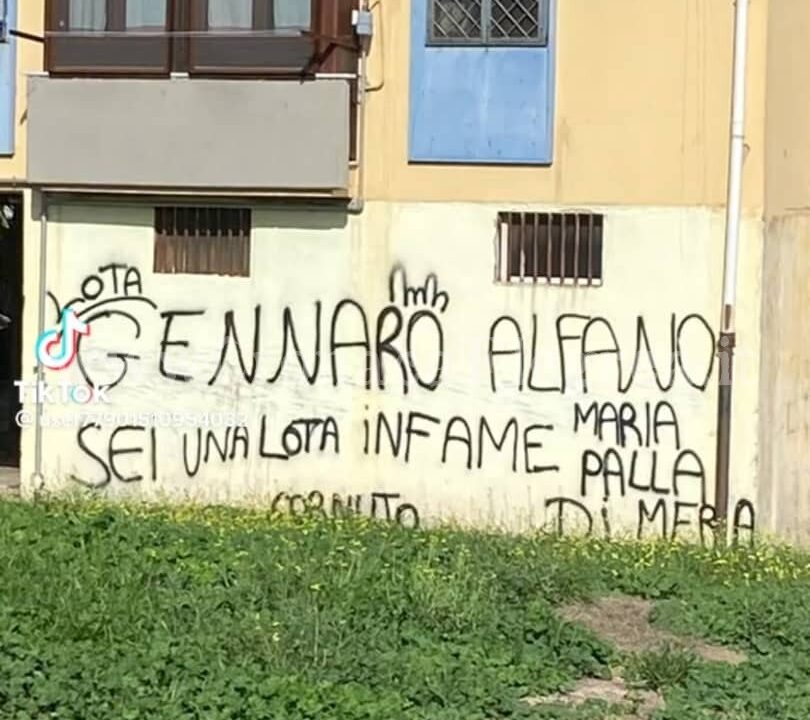 LOTA
GENNARO ALFANO
SEI UNA LOTA iNFAME MARIA
PALLA
CORNUTO Di MERDA
TikTok